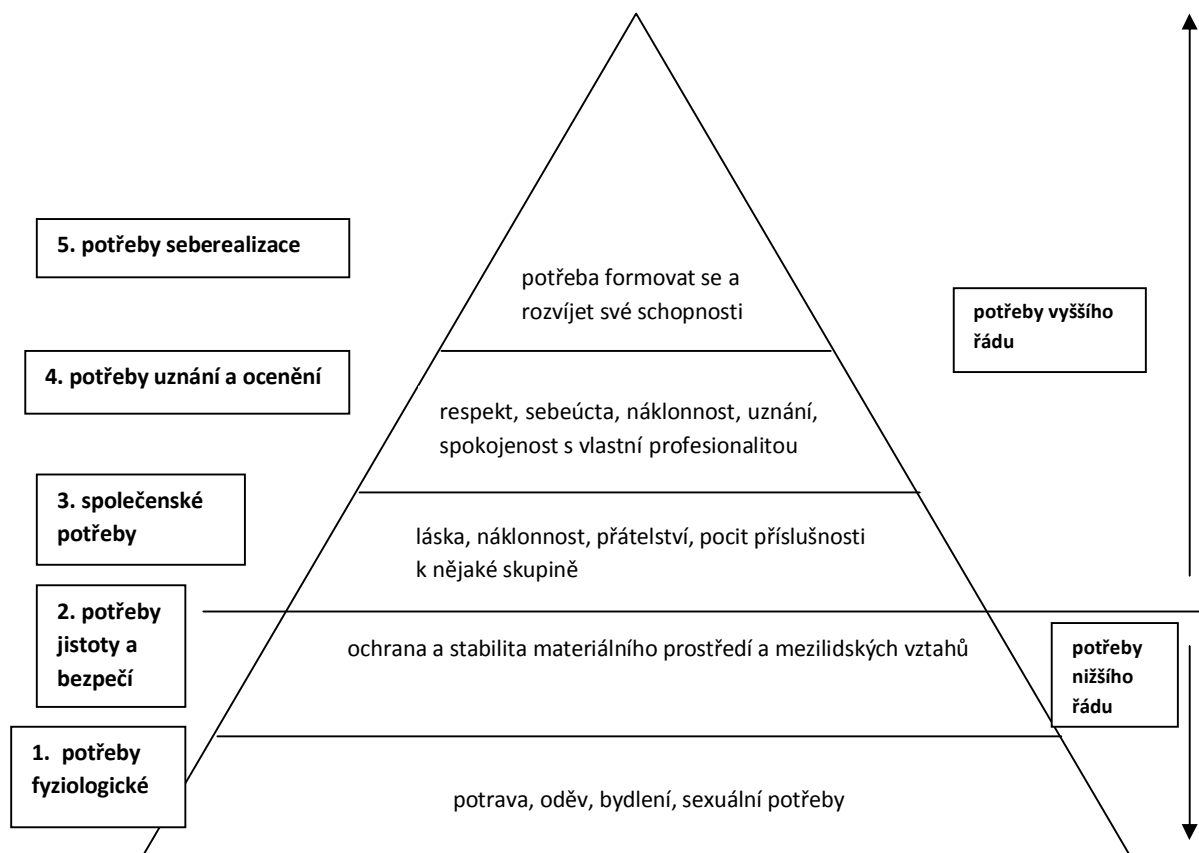 5. potřeby seberealizace
potřeba formovat se a
rozvíjet své schopnosti
potřeby vyššího
řádu
4. potřeby uznání a ocenění
respekt, sebeúcta, náklonnost, uznání,
spokojenost s vlastní profesionalitou
3. společenské
potřeby
láska, náklonnost, přátelství, pocit příslušnosti
k nějaké skupině
2. potřeby
jistoty a
bezpečí
ochrana a stabilita materiálního prostředí a mezilidských vztahů
potřeby
nižšího
řádu
1. potřeby
fyziologické
potrava, oděv, bydlení, sexuální potřeby